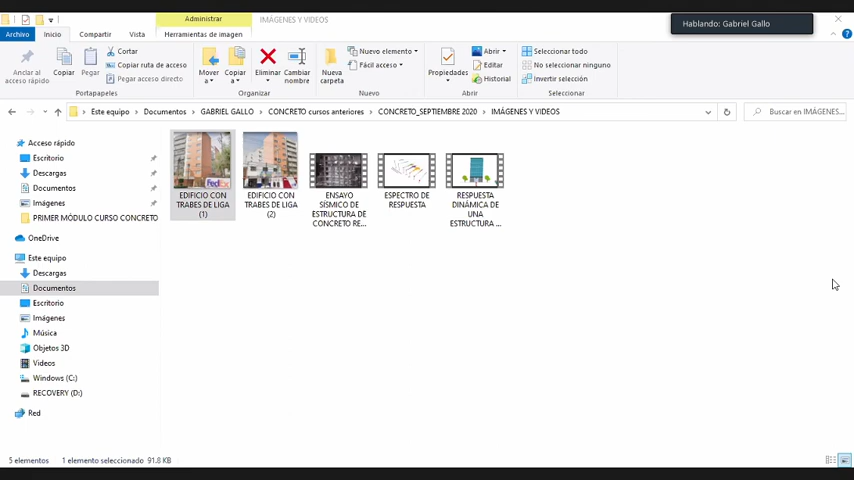 Administrar
IMÁGENES Y VIDEOS
Hablando: Gabriel Gallo
Archivo
Inicio
Compartir
Vista
Herramientas de imagen
Anclar al
acceso rápido
Copiar
Pegar
Cortar
Copiar ruta de acceso
Pegar acceso directo
Portapapeles
Mover
a
Copiar
a
Eliminar
Cambiar
nombre
Organizar
Nueva
carpeta
Nuevo elemento
Fácil acceso
Nuevo
Propiedades
Abrir
Editar
Historial
Abrir
Seleccionar todo
No seleccionar ninguno
Invertir selección
Seleccionar
Este equipo
Documentos
GABRIEL GALLO
CONCRETO cursos anteriores
CONCRETO_SEPTIEMBRE 2020
IMÁGENES Y VIDEOS
Buscar en IMÁGENES...
Acceso rápido
Escritorio
Descargas
Documentos
Imágenes
PRIMER MÓDULO CURSO CONCRETO
OneDrive
Este equipo
Descargas
Documentos
Escritorio
Imágenes
Música
Objetos 3D
Videos
Windows (C:)
RECOVERY (D:)
Red
FedEx
EDIFICIO CON
TRABES DE LIGA
(1)
EDIFICIO CON
TRABES DE LIGA
(2)
ENSAYO
SÍSMICO DE
ESTRUCTURA DE
CONCRETO RE...
ESPECTRO DE
RESPUESTA
RESPUESTA
DINÁMICA DE
UNA
ESTRUCTURA ...
5 elementos
1 elemento seleccionado
91.8 KB